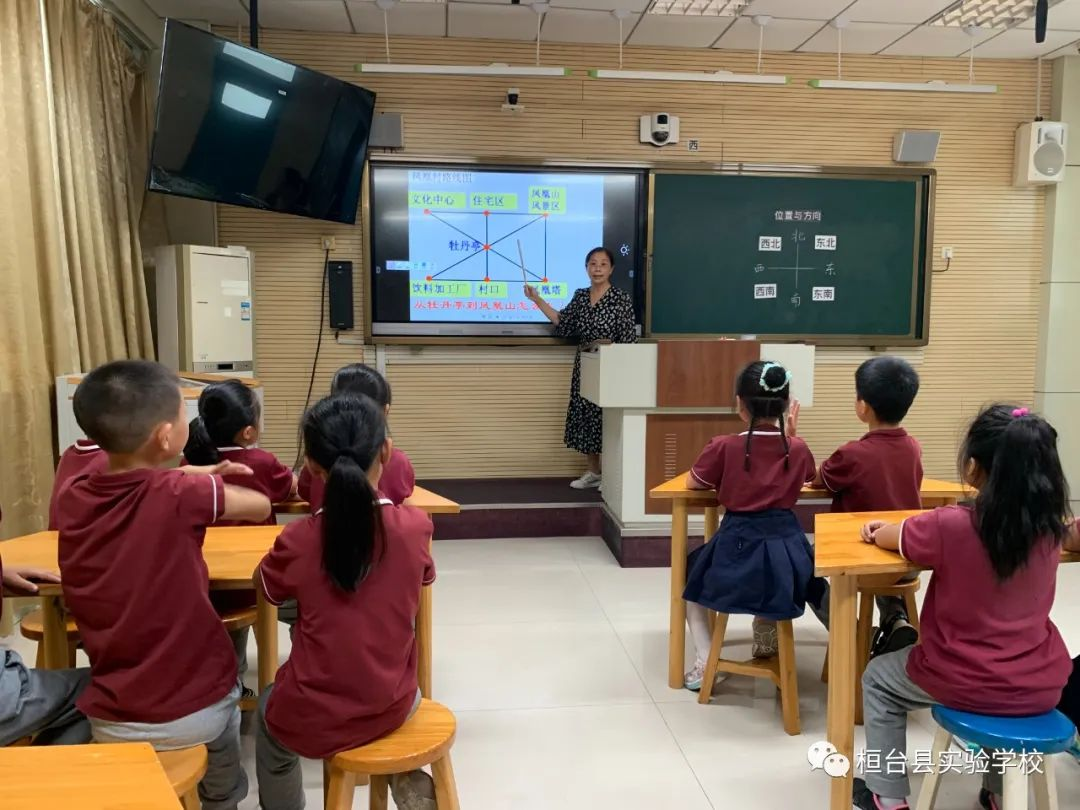 西
凤凰村路线图
文化中心 住宅区 凤凰山
风景区
牡丹亭
饮料加工厂 村口 凰塔
从牡丹亭到凤凰山怎
位置与方向
西北 北 东北
西 东
西南 南 东南
桓台县实验学校